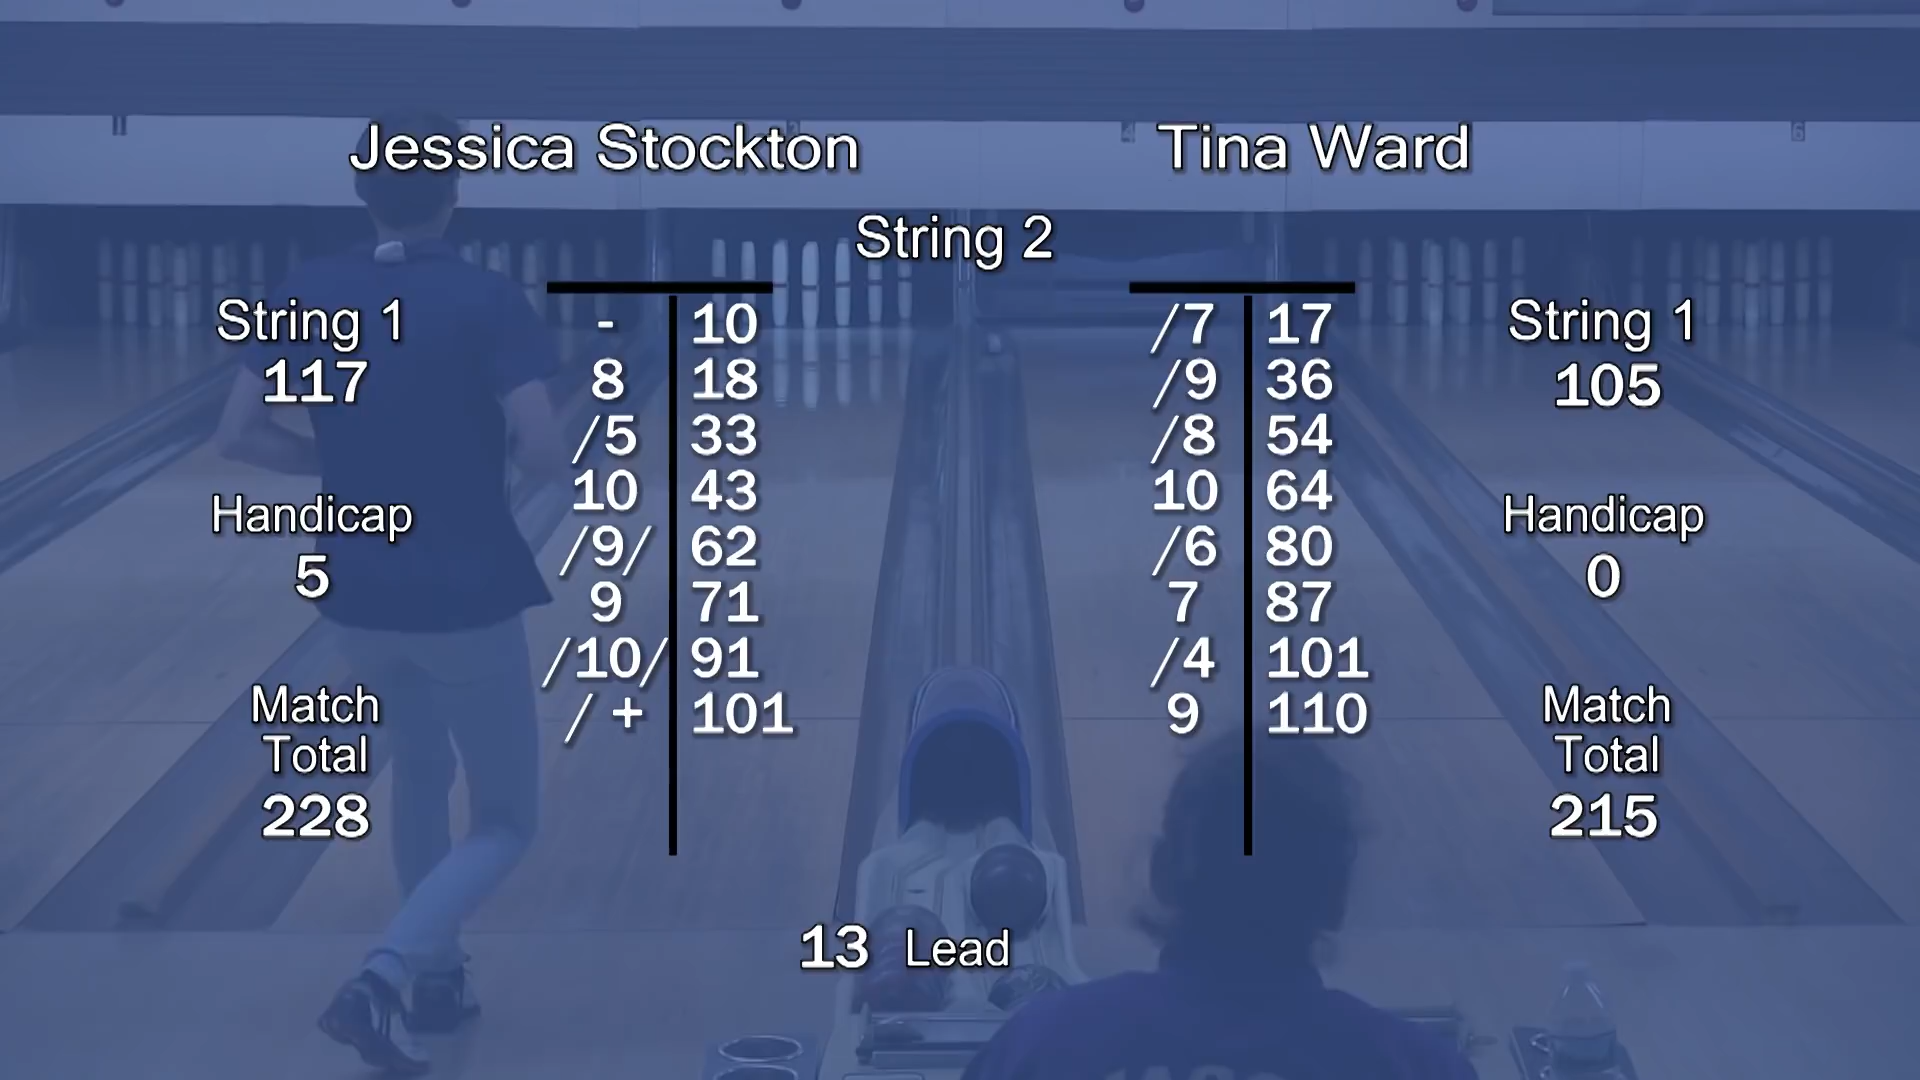 Jessica Stockton
Tina Ward
String 2
String 1
117
Handicap
5
Match
Total
228
- 10
8 18
/5 33
10 43
/9/ 62
9 71
/10/ 91
/ + 101
/7 17
/9 36
/8 54
10 64
/6 80
7 87
/4 101
9 110
String 1
105
Handicap
0
Match
Total
215
13 Lead
4
6